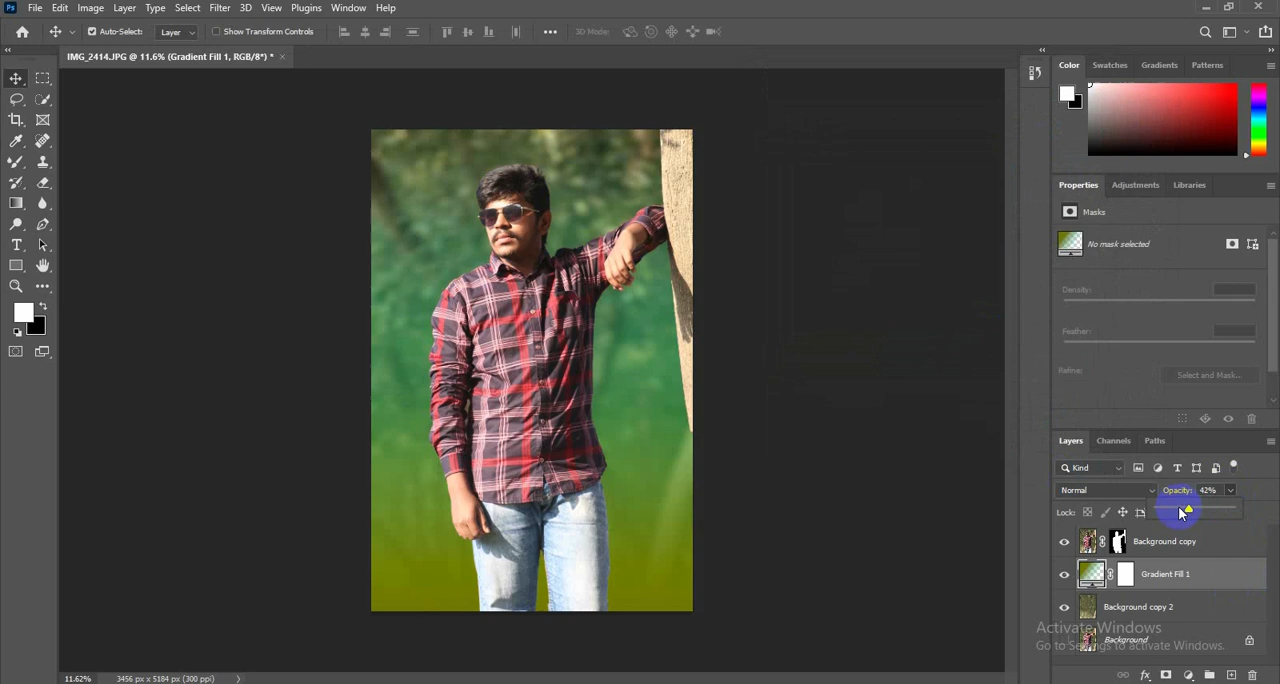 Ps File Edit Image Layer Type Select Filter 3D View Plugins Window Help
Auto-Select: Layer Show Transform Controls 3D Mode:
IMG_2414.JPG @ 11.6% (Gradient Fill 1, RGB/8*) *
Color Swatches Gradients Patterns
Properties Adjustments Libraries
Masks
No mask selected
Density:
Feather:
Refine: Select and Mask...
Layers Channels Paths
Kind
Normal Opacity: 42%
Lock:
Background copy
Gradient Fill 1
Background copy 2
Activate Windows
Background
Go to Settings to activate Windows.
11.62% 3456 px x 5184 px (300 ppi)